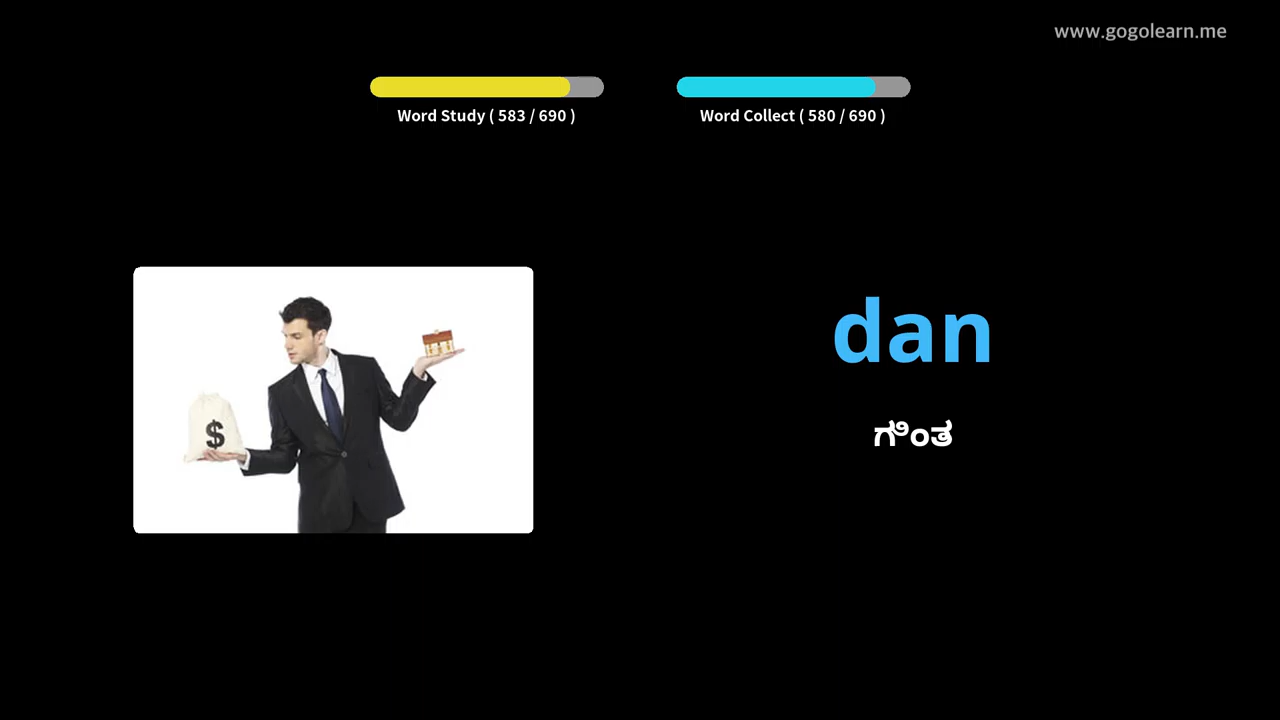 www.gogolearn.me
Word Study ( 583 / 690 )
Word Collect ( 580 / 690 )
$
dan
ಗಿಂತ